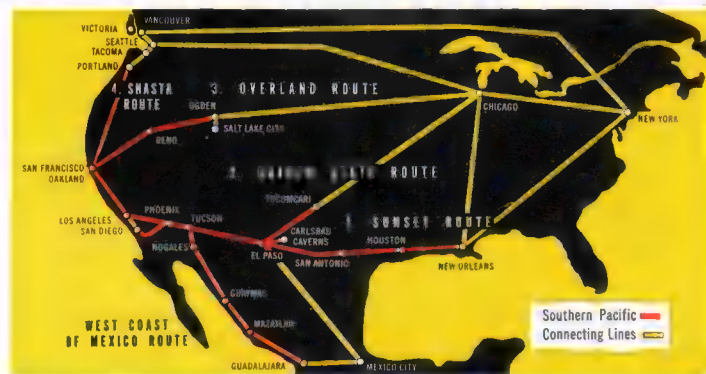 VANCOUVER
VICTORIA
SEATTLE
TACOMA
PORTLAND
4. SHASTA
ROUTE
3. OVERLAND ROUTE
OGDEN
SALT LAKE CITY
RENO
CHICAGO
NEW YORK
SAN FRANCISCO
OAKLAND
ROUTE
TUCUMCARI
LOS ANGELES
SAN DIEGO
PHOENIX
TUCSON
1. SUNSET ROUTE
CARLSBAD
CAVERNS
NOGALES
EL PASO
HOUSTON
SAN ANTONIO
NEW ORLEANS
GUAYMAS
MAZATLAN
WEST COAST
OF MEXICO ROUTE
GUADALAJARA
MEXICO CITY
Southern Pacific
Connecting Lines